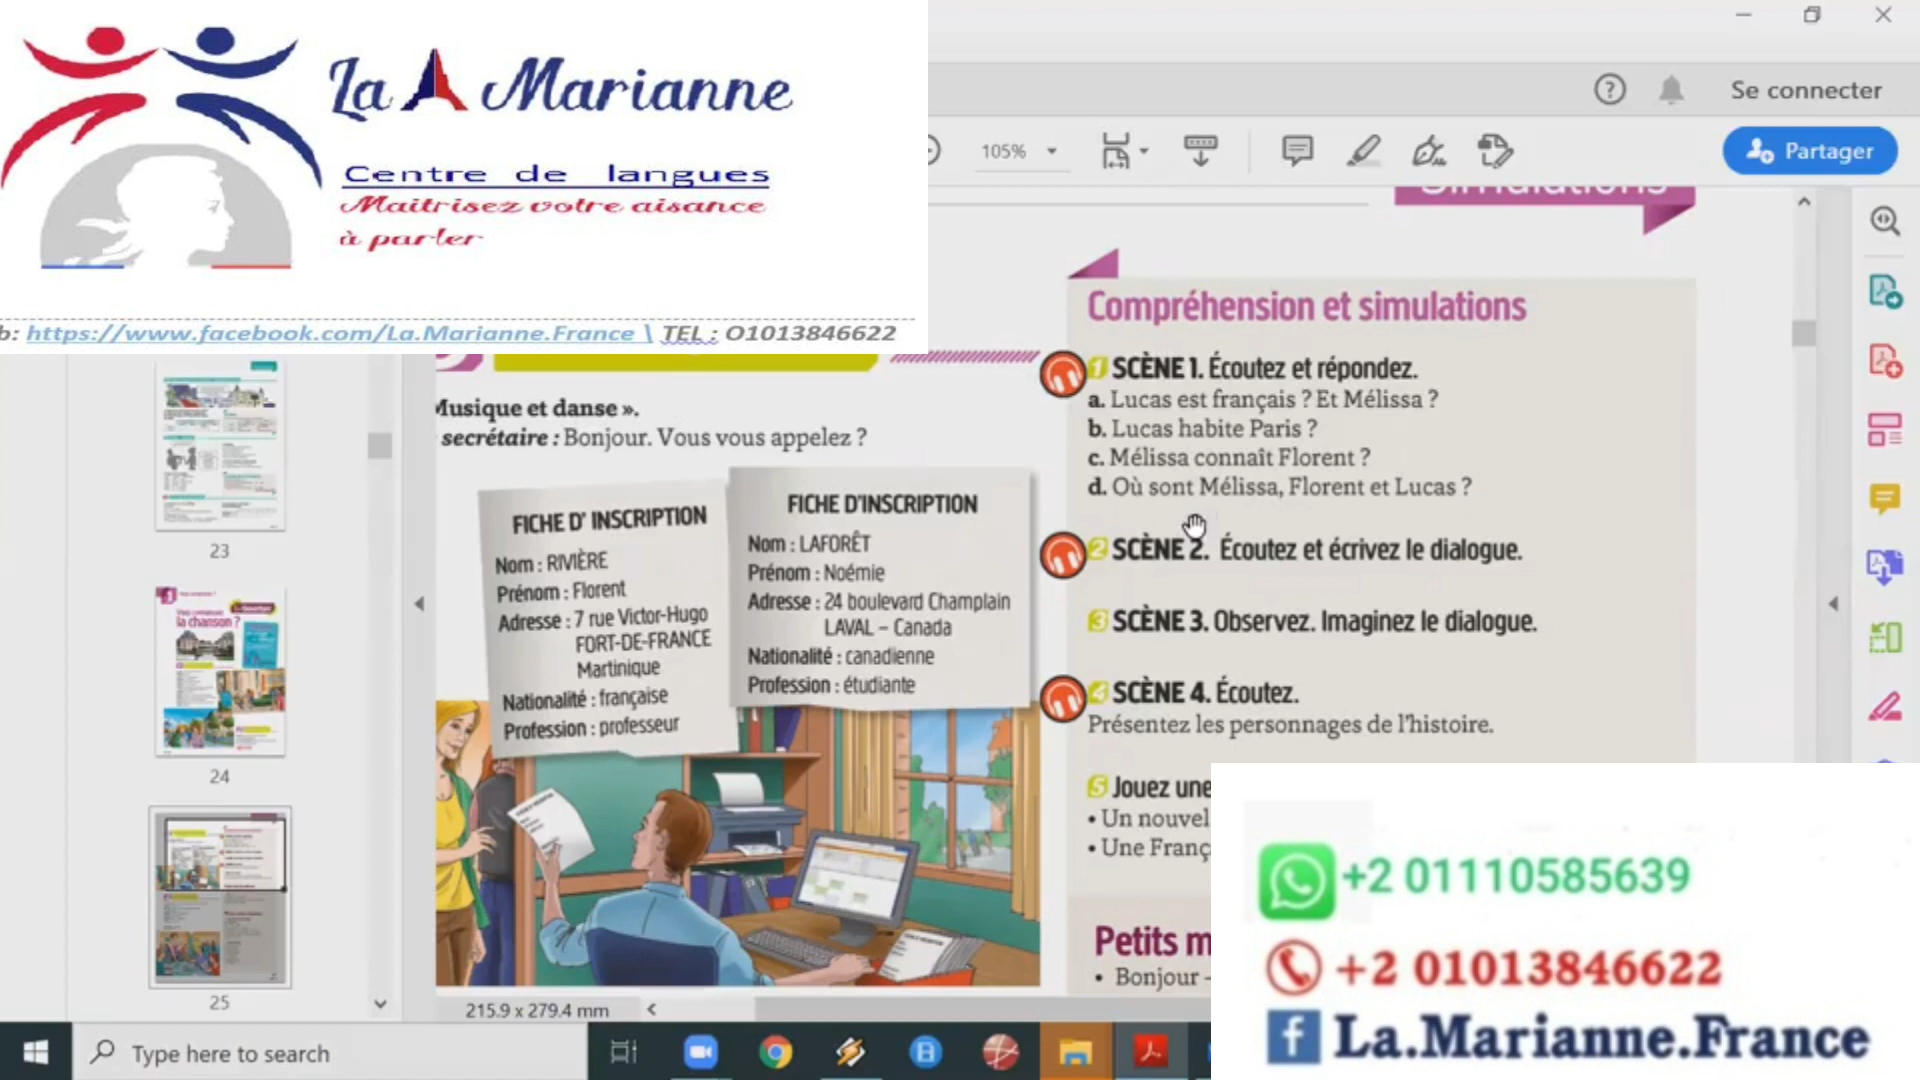 La Marianne
Centre de langues
Maitrisez votre aisance
à parler
b: https://www.facebook.com/La.Marianne.France \ TEL : O1013846622
Se connecter
105%
Partager
Simulations
Compréhension et simulations
1 SCÈNE 1. Écoutez et répondez.
a. Lucas est français ? Et Mélissa ?
b. Lucas habite Paris ?
c. Mélissa connaît Florent ?
d. Où sont Mélissa, Florent et Lucas ?
2 SCÈNE 2. Écoutez et écrivez le dialogue.
3 SCÈNE 3. Observez. Imaginez le dialogue.
4 SCÈNE 4. Écoutez.
Présentez les personnages de l'histoire.
5 Jouez une
• Un nouvel
• Une Franç
Petits m
• Bonjour –
Musique et danse ».
secrétaire : Bonjour. Vous vous appelez ?
FICHE D' INSCRIPTION
Nom : RIVIÈRE
Prénom : Florent
Adresse : 7 rue Victor-Hugo
FORT-DE-FRANCE
Martinique
Nationalité : française
Profession : professeur
FICHE D'INSCRIPTION
Nom : LAFORÊT
Prénom : Noémie
Adresse : 24 boulevard Champlain
LAVAL – Canada
Nationalité : canadienne
Profession : étudiante
23
24
25
215.9 x 279.4 mm
Type here to search
+2 01110585639
+2 01013846622
La.Marianne.France